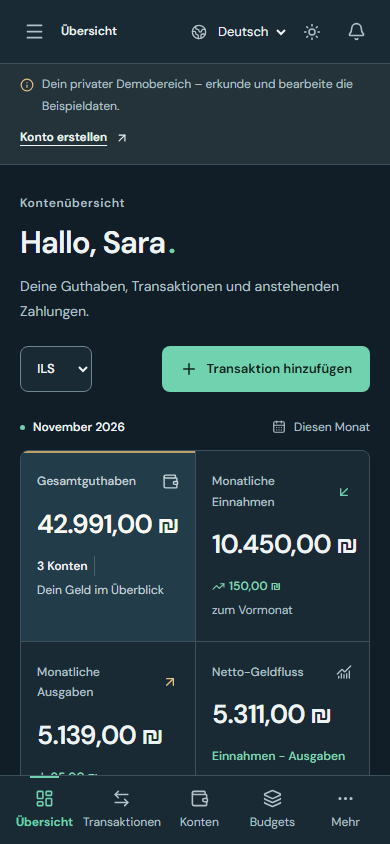 Übersicht
Deutsch
Dein privater Demobereich – erkunde und bearbeite die
Beispieldaten.
Konto erstellen
Kontenübersicht
Hallo, Sara.
Deine Guthaben, Transaktionen und anstehenden
Zahlungen.
ILS
Transaktion hinzufügen
November 2026
Diesen Monat
Gesamtguthaben
42.991,00 ₪
3 Konten
Dein Geld im Überblick
Monatliche
Einnahmen
10.450,00 ₪
150,00 ₪
zum Vormonat
Monatliche
Ausgaben
5.139,00 ₪
Netto-Geldfluss
5.311,00 ₪
Einnahmen − Ausgaben
Übersicht
Transaktionen
Konten
Budgets
Mehr